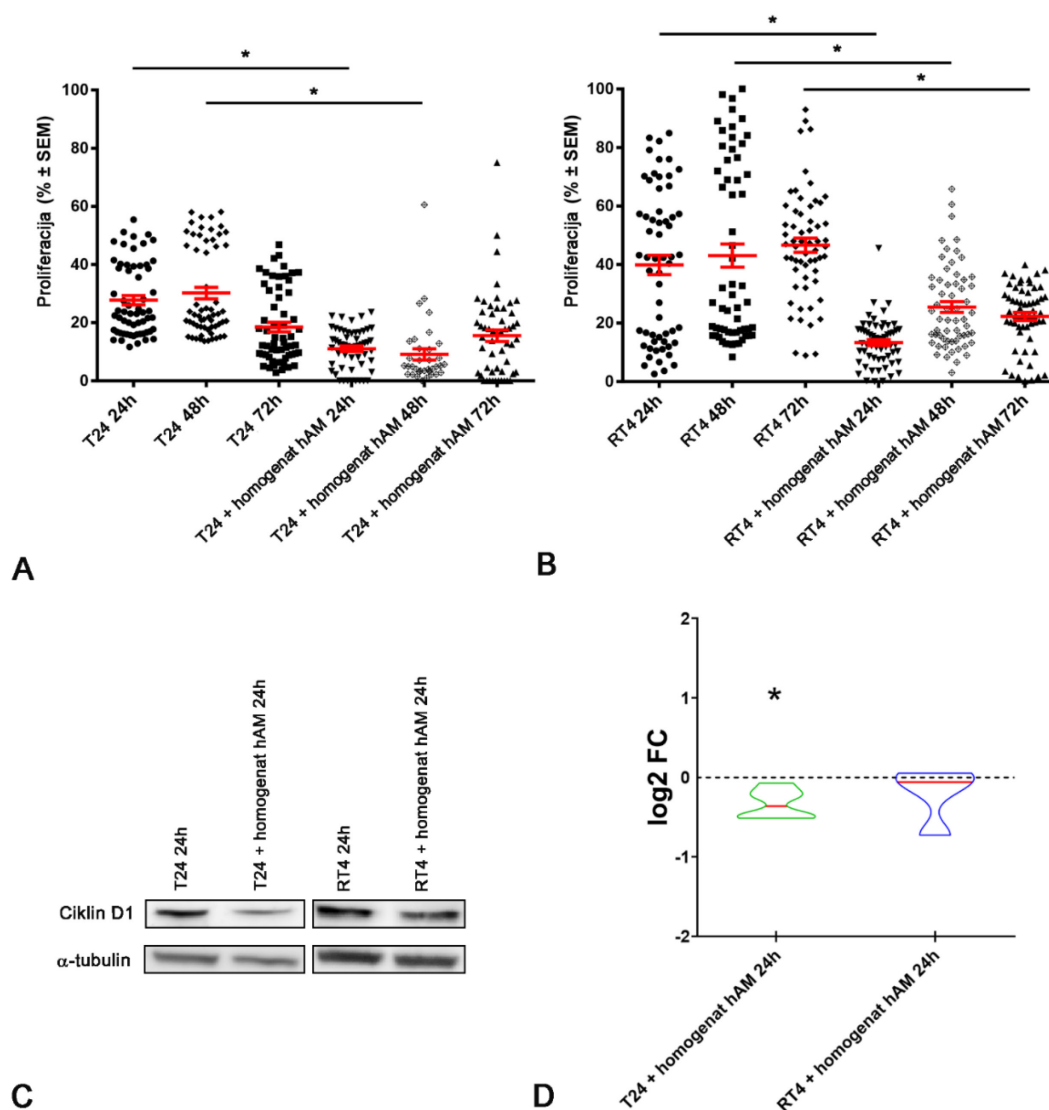 *
*
Proliferacija (% ± SEM)
100
80
60
40
20
0
T24 24h
T24 48h
T24 72h
T24 + homogenat hAM 24h
T24 + homogenat hAM 48h
T24 + homogenat hAM 72h
A
*
*
*
Proliferacija (% ± SEM)
100
80
60
40
20
0
RT4 24h
RT4 48h
RT4 72h
RT4 + homogenat hAM 24h
RT4 + homogenat hAM 48h
RT4 + homogenat hAM 72h
B
T24 24h
T24 + homogenat hAM 24h
RT4 24h
RT4 + homogenat hAM 24h
Ciklin D1
α-tubulin
C
log2 FC
2
1
0
-1
-2
*
T24 + homogenat hAM 24h
RT4 + homogenat hAM 24h
D